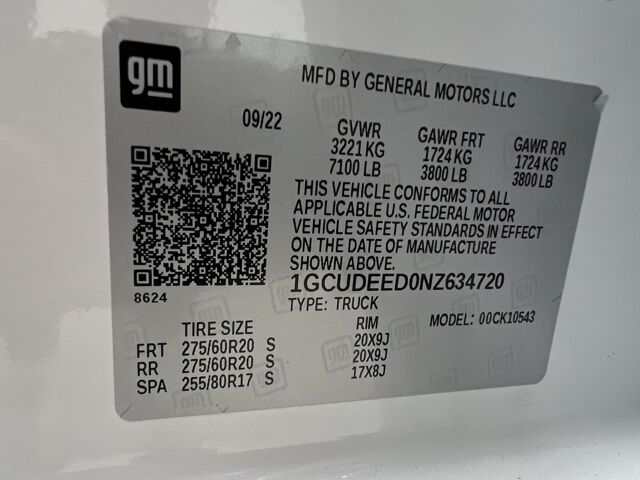 gm
MFD BY GENERAL MOTORS LLC
09/22
GVWR GAWR FRT GAWR RR
3221 KG 1724 KG 1724 KG
7100 LB 3800 LB 3800 LB
THIS VEHICLE CONFORMS TO ALL
APPLICABLE U.S. FEDERAL MOTOR
VEHICLE SAFETY STANDARDS IN EFFECT
ON THE DATE OF MANUFACTURE
SHOWN ABOVE.
8624
1GCUDEED0NZ634720
TYPE: TRUCK
MODEL: 00CK10543
TIRE SIZE RIM
FRT 275/60R20 S 20X9J
RR 275/60R20 S 20X9J
SPA 255/80R17 S 17X8J